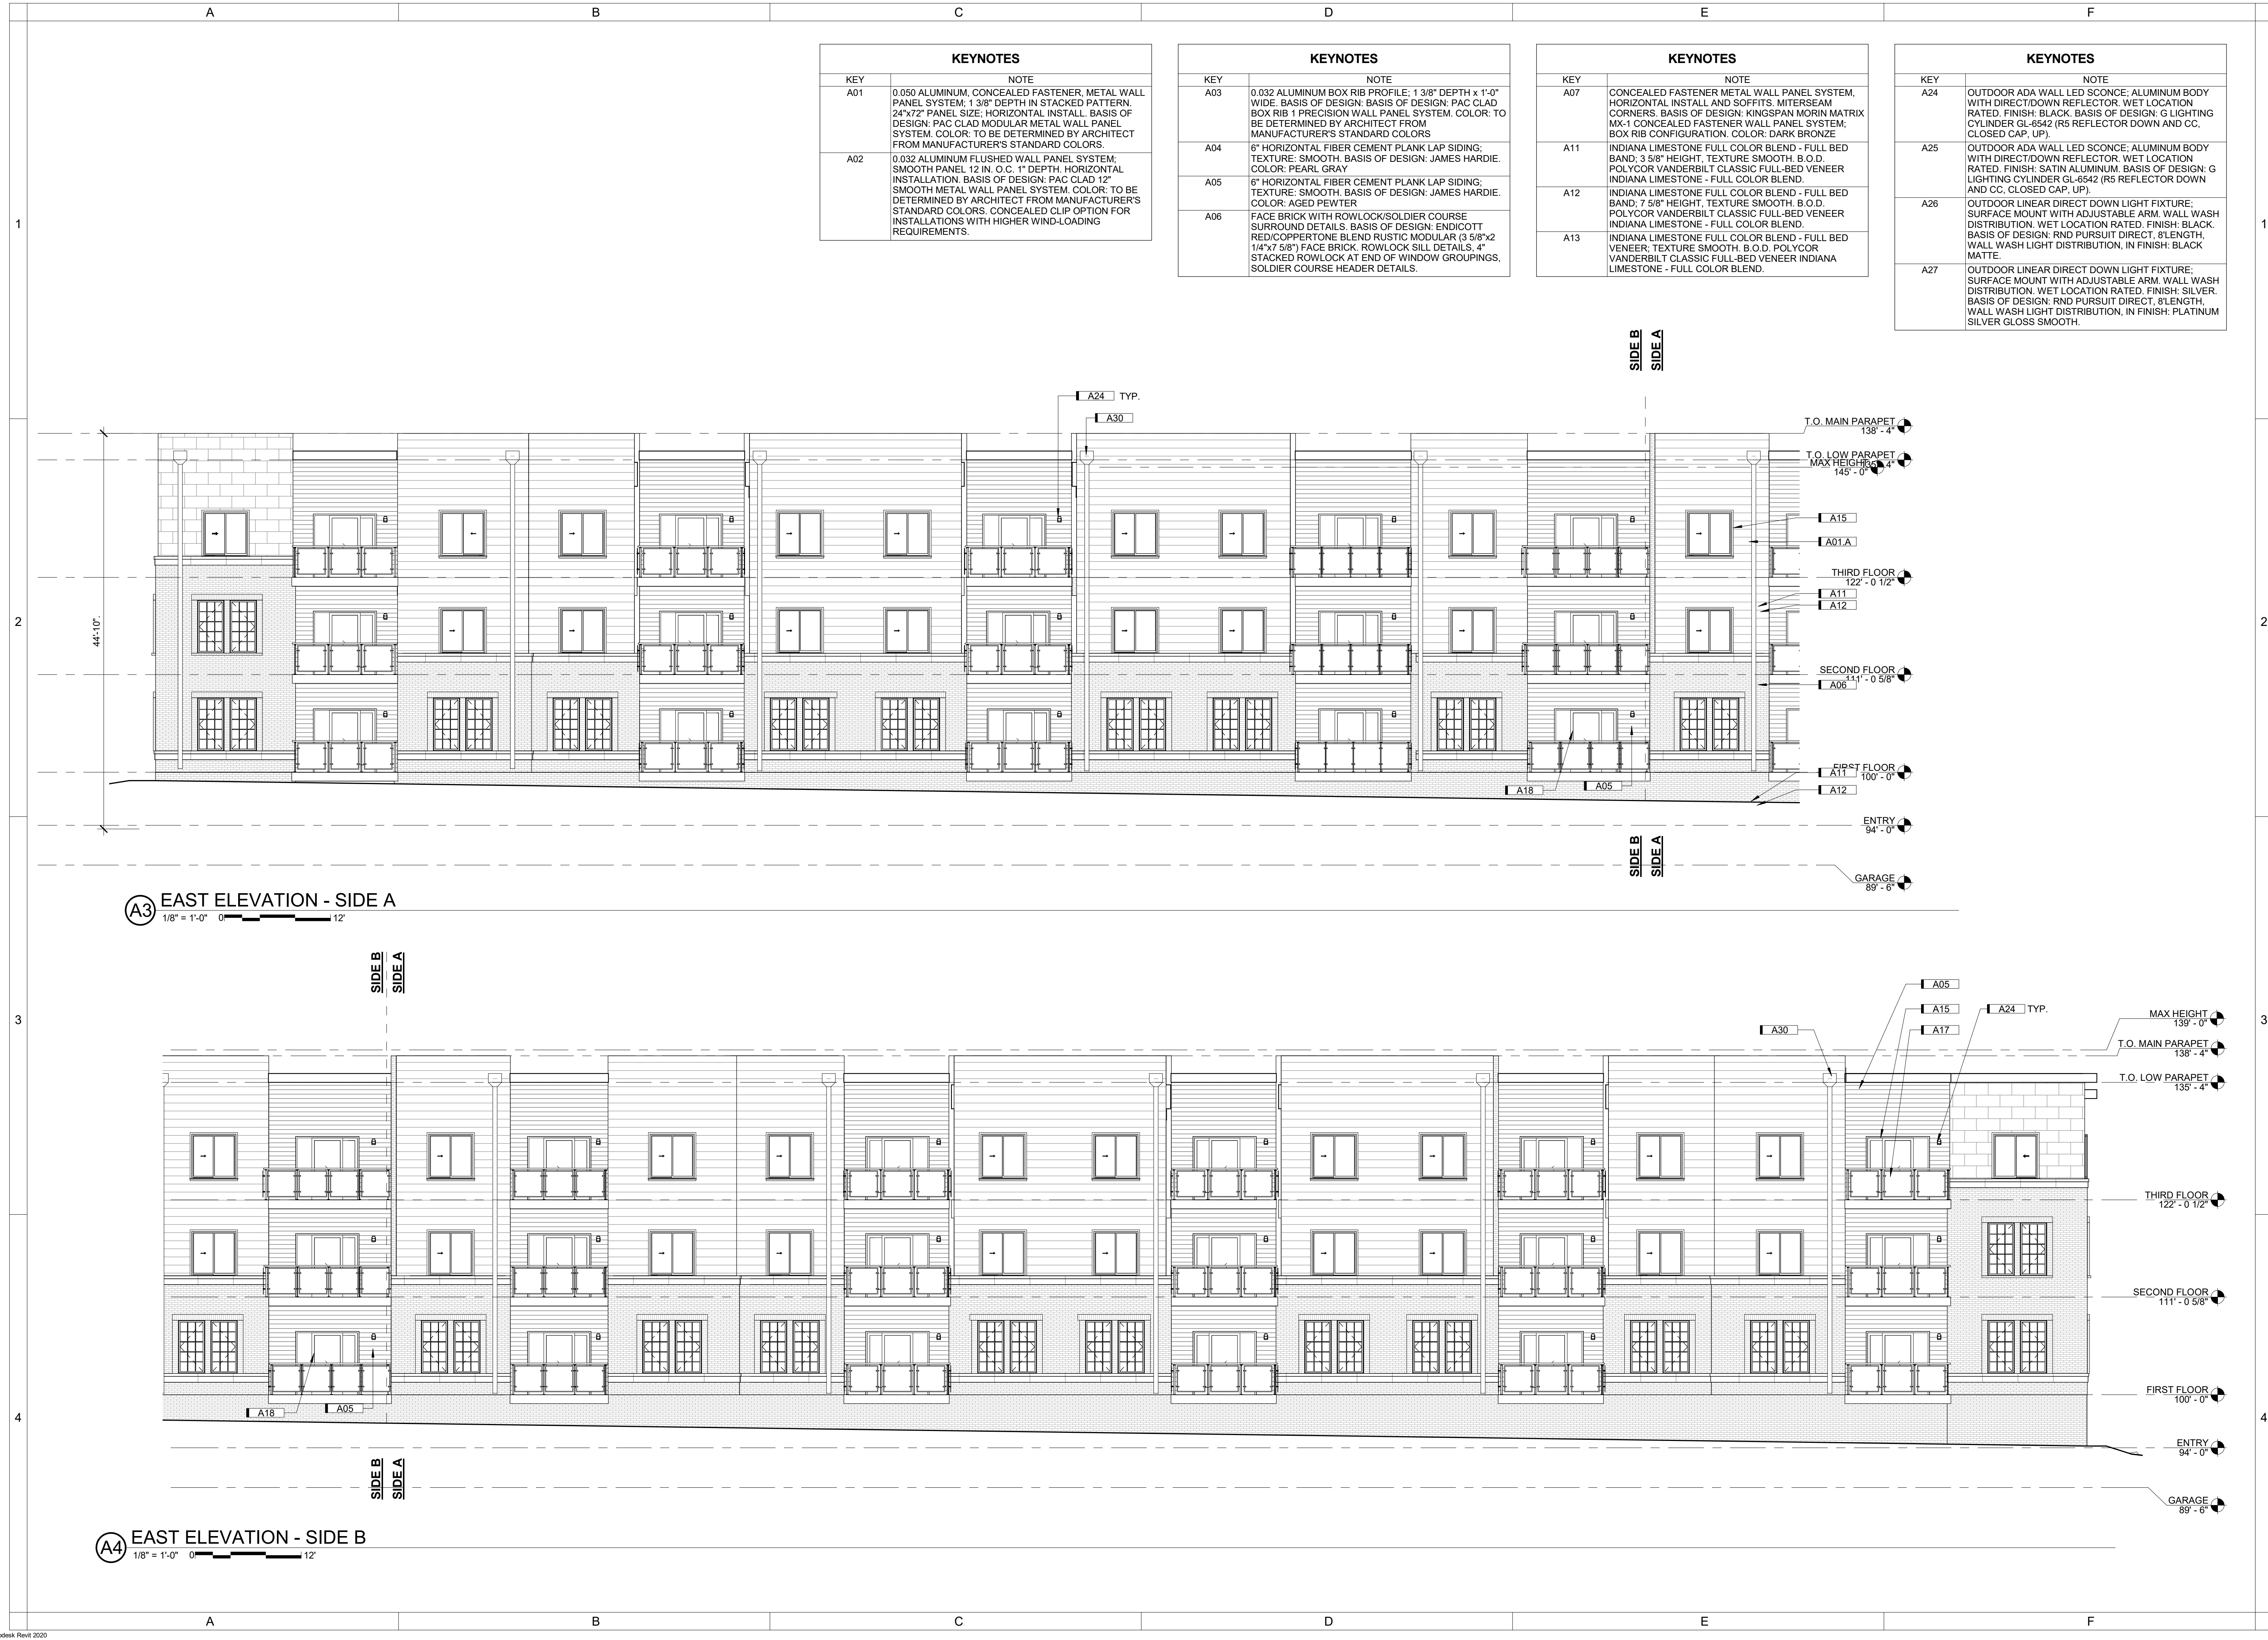 A B C D E F
KEYNOTES
KEY NOTE
A01 0.050 ALUMINUM, CONCEALED FASTENER, METAL WALL
PANEL SYSTEM; 1 3/8" DEPTH IN STACKED PATTERN.
24"x72" PANEL SIZE; HORIZONTAL INSTALL. BASIS OF
DESIGN: PAC CLAD MODULAR METAL WALL PANEL
SYSTEM. COLOR: TO BE DETERMINED BY ARCHITECT
FROM MANUFACTURER'S STANDARD COLORS.
A02 0.032 ALUMINUM FLUSHED WALL PANEL SYSTEM;
SMOOTH PANEL 12 IN. O.C. 1" DEPTH. HORIZONTAL
INSTALLATION. BASIS OF DESIGN: PAC CLAD 12"
SMOOTH METAL WALL PANEL SYSTEM. COLOR: TO BE
DETERMINED BY ARCHITECT FROM MANUFACTURER'S
STANDARD COLORS. CONCEALED CLIP OPTION FOR
INSTALLATIONS WITH HIGHER WIND-LOADING
REQUIREMENTS.
KEYNOTES
KEY NOTE
A03 0.032 ALUMINUM BOX RIB PROFILE; 1 3/8" DEPTH x 1'-0"
WIDE. BASIS OF DESIGN: BASIS OF DESIGN: PAC CLAD
BOX RIB 1 PRECISION WALL PANEL SYSTEM. COLOR: TO
BE DETERMINED BY ARCHITECT FROM
MANUFACTURER'S STANDARD COLORS
A04 6" HORIZONTAL FIBER CEMENT PLANK LAP SIDING;
TEXTURE: SMOOTH. BASIS OF DESIGN: JAMES HARDIE.
COLOR: PEARL GRAY
A05 6" HORIZONTAL FIBER CEMENT PLANK LAP SIDING;
TEXTURE: SMOOTH. BASIS OF DESIGN: JAMES HARDIE.
COLOR: AGED PEWTER
A06 FACE BRICK WITH ROWLOCK/SOLDIER COURSE
SURROUND DETAILS. BASIS OF DESIGN: ENDICOTT
RED/COPPERTONE BLEND RUSTIC MODULAR (3 5/8"x2
1/4"x7 5/8") FACE BRICK. ROWLOCK SILL DETAILS, 4"
STACKED ROWLOCK AT END OF WINDOW GROUPINGS,
SOLDIER COURSE HEADER DETAILS.
KEYNOTES
KEY NOTE
A07 CONCEALED FASTENER METAL WALL PANEL SYSTEM,
HORIZONTAL INSTALL AND SOFFITS. MITERSEAM
CORNERS. BASIS OF DESIGN: KINGSPAN MORIN MATRIX
MX-1 CONCEALED FASTENER WALL PANEL SYSTEM;
BOX RIB CONFIGURATION. COLOR: DARK BRONZE
A11 INDIANA LIMESTONE FULL COLOR BLEND - FULL BED
BAND; 3 5/8" HEIGHT, TEXTURE SMOOTH. B.O.D.
POLYCOR VANDERBILT CLASSIC FULL-BED VENEER
INDIANA LIMESTONE - FULL COLOR BLEND.
A12 INDIANA LIMESTONE FULL COLOR BLEND - FULL BED
BAND; 7 5/8" HEIGHT, TEXTURE SMOOTH. B.O.D.
POLYCOR VANDERBILT CLASSIC FULL-BED VENEER
INDIANA LIMESTONE - FULL COLOR BLEND.
A13 INDIANA LIMESTONE FULL COLOR BLEND - FULL BED
VENEER; TEXTURE SMOOTH. B.O.D. POLYCOR
VANDERBILT CLASSIC FULL-BED VENEER INDIANA
LIMESTONE - FULL COLOR BLEND.
KEYNOTES
KEY NOTE
A24 OUTDOOR ADA WALL LED SCONCE; ALUMINUM BODY
WITH DIRECT/DOWN REFLECTOR. WET LOCATION
RATED. FINISH: BLACK. BASIS OF DESIGN: G LIGHTING
CYLINDER GL-6542 (R5 REFLECTOR DOWN AND CC,
CLOSED CAP, UP).
A25 OUTDOOR ADA WALL LED SCONCE; ALUMINUM BODY
WITH DIRECT/DOWN REFLECTOR. WET LOCATION
RATED. FINISH: SATIN ALUMINUM. BASIS OF DESIGN: G
LIGHTING CYLINDER GL-6542 (R5 REFLECTOR DOWN
AND CC, CLOSED CAP, UP).
A26 OUTDOOR LINEAR DIRECT DOWN LIGHT FIXTURE;
SURFACE MOUNT WITH ADJUSTABLE ARM. WALL WASH
DISTRIBUTION. WET LOCATION RATED. FINISH: BLACK.
BASIS OF DESIGN: RND PURSUIT DIRECT, 8'LENGTH,
WALL WASH LIGHT DISTRIBUTION, IN FINISH: BLACK
MATTE.
A27 OUTDOOR LINEAR DIRECT DOWN LIGHT FIXTURE;
SURFACE MOUNT WITH ADJUSTABLE ARM. WALL WASH
DISTRIBUTION. WET LOCATION RATED. FINISH: SILVER.
BASIS OF DESIGN: RND PURSUIT DIRECT, 8'LENGTH,
WALL WASH LIGHT DISTRIBUTION, IN FINISH: PLATINUM
SILVER GLOSS SMOOTH.
1 1
SIDE B
SIDE A
A24 TYP.
A30
T.O. MAIN PARAPET
138' - 4"
T.O. LOW PARAPET
135' - 4"
MAX HEIGHT
145' - 0"
A15
A01.A
THIRD FLOOR
122' - 0 1/2"
A11
A12
2 2
44'-10".
SECOND FLOOR
111' - 0 5/8"
A06
FIRST FLOOR
100' - 0"
A11
A18
A05
A12
ENTRY
94' - 0"
SIDE B
SIDE A
GARAGE
89' - 6"
A3
EAST ELEVATION - SIDE A
1/8" = 1'-0" 0 12'
SIDE B
SIDE A
3 3
A05
A15
A24 TYP.
A30
A17
MAX HEIGHT
139' - 0"
T.O. MAIN PARAPET
138' - 4"
T.O. LOW PARAPET
135' - 4"
THIRD FLOOR
122' - 0 1/2"
SECOND FLOOR
111' - 0 5/8"
FIRST FLOOR
100' - 0"
A18
A05
4 4
ENTRY
94' - 0"
SIDE B
SIDE A
GARAGE
89' - 6"
A4
EAST ELEVATION - SIDE B
1/8" = 1'-0" 0 12'
A B C D E F
Revit 2020